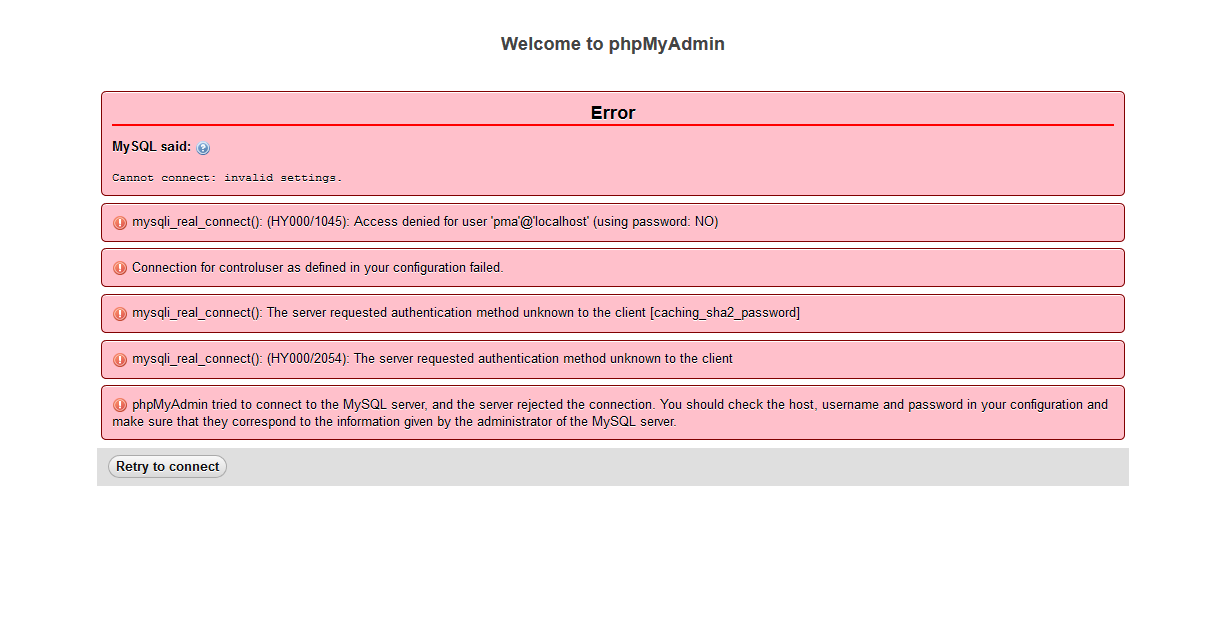 Welcome to phpMyAdmin
Error
MySQL said:
Cannot connect: invalid settings.
mysqli_real_connect(): (HY000/1045): Access denied for user 'pma'@'localhost' (using password: NO)
Connection for controluser as defined in your configuration failed.
mysqli_real_connect(): The server requested authentication method unknown to the client [caching_sha2_password]
mysqli_real_connect(): (HY000/2054): The server requested authentication method unknown to the client
phpMyAdmin tried to connect to the MySQL server, and the server rejected the connection. You should check the host, username and password in your configuration and
make sure that they correspond to the information given by the administrator of the MySQL server.
Retry to connect